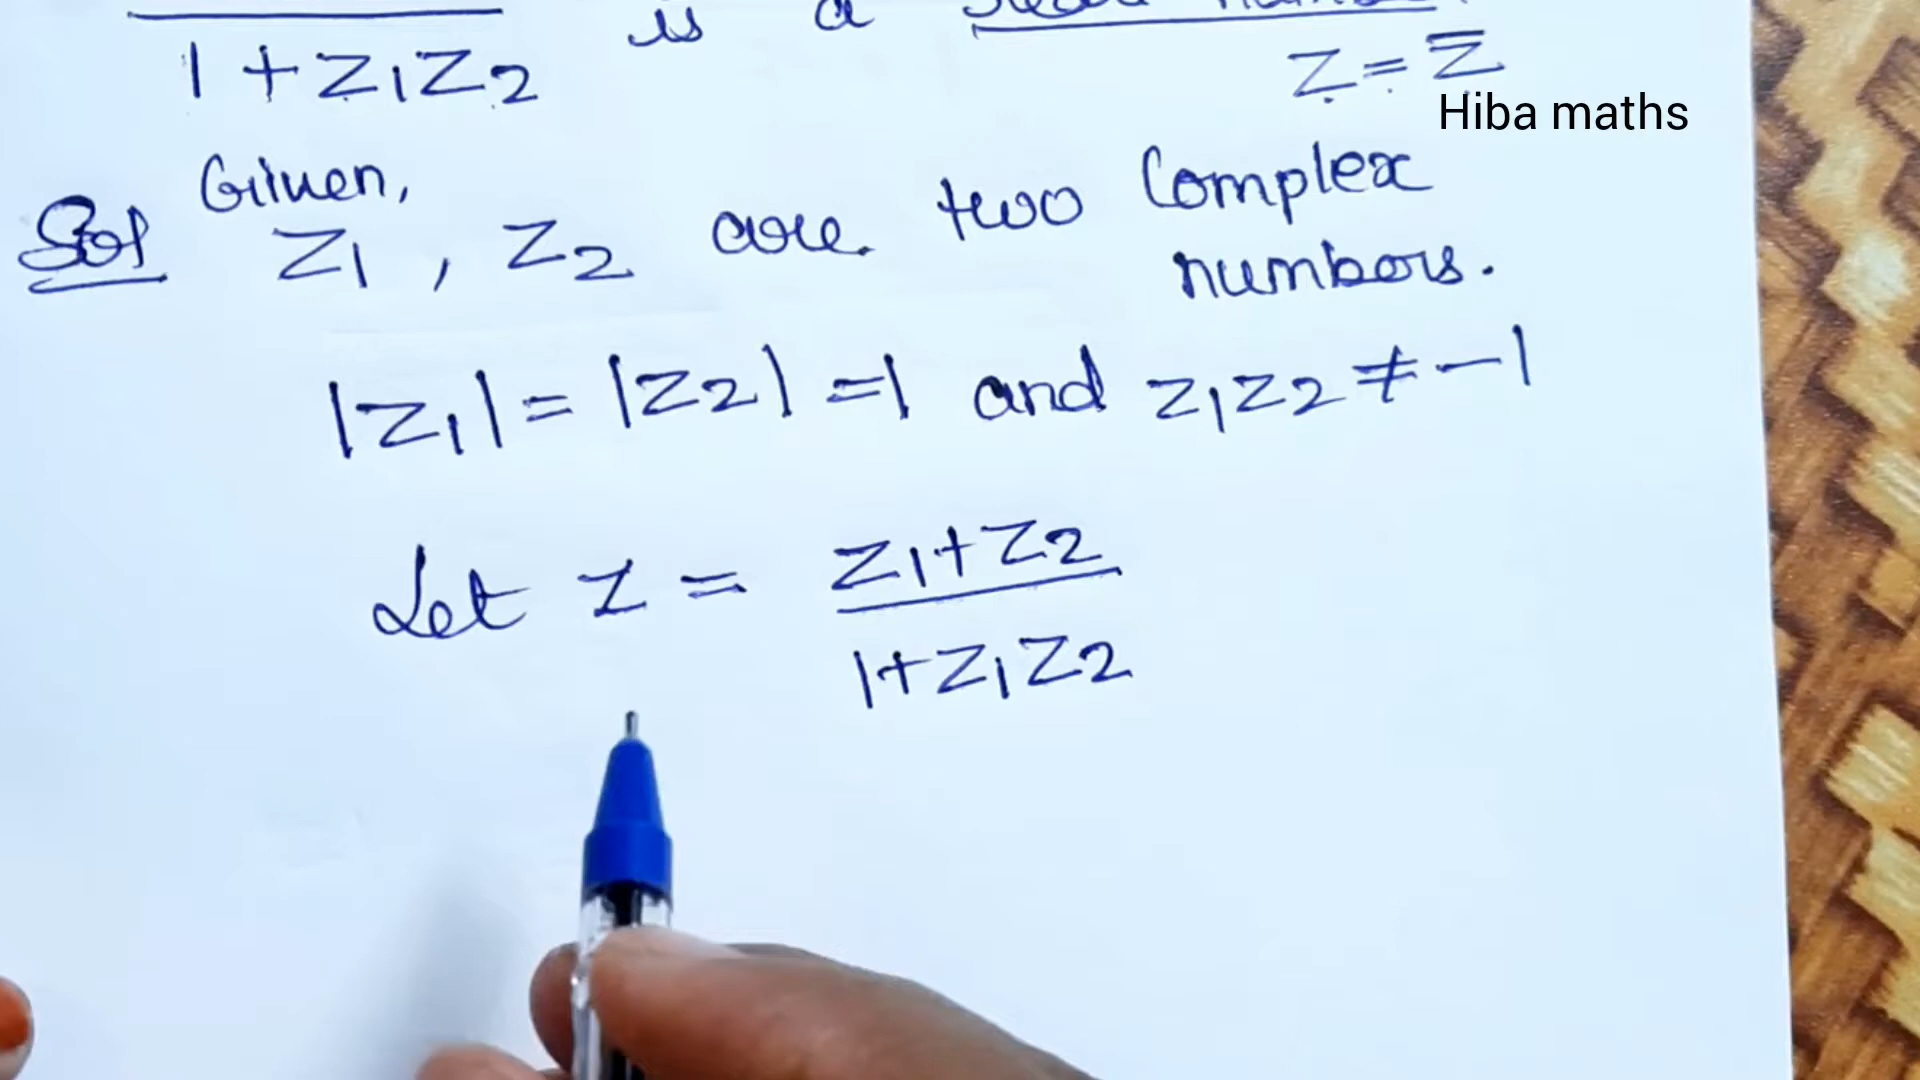 is a
1+z1z2
z = z̅
Hiba maths
Given,
Sol z1, z2 are two Complex
numbers.
|z1| = |z2| = 1 and z1z2 ≠ -1
Let z = z1+z2
1+z1z2